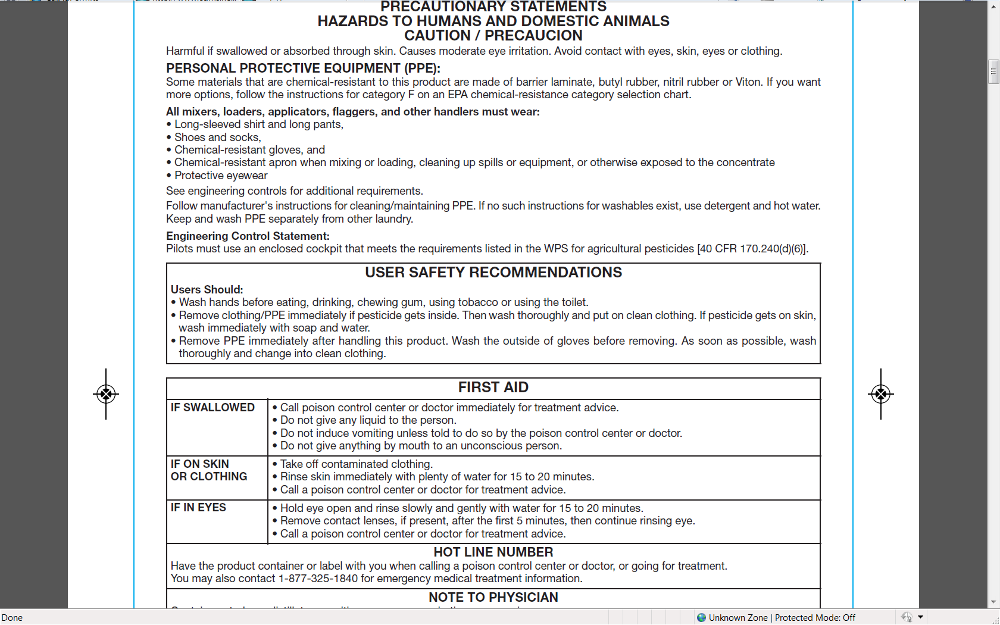 PRECAUTIONARY STATEMENTS
HAZARDS TO HUMANS AND DOMESTIC ANIMALS
CAUTION / PRECAUCION
Harmful if swallowed or absorbed through skin. Causes moderate eye irritation. Avoid contact with eyes, skin, eyes or clothing.
PERSONAL PROTECTIVE EQUIPMENT (PPE):
Some materials that are chemical-resistant to this product are made of barrier laminate, butyl rubber, nitril rubber or Viton. If you want
more options, follow the instructions for category F on an EPA chemical-resistance category selection chart.
All mixers, loaders, applicators, flaggers, and other handlers must wear:
• Long-sleeved shirt and long pants,
• Shoes and socks,
• Chemical-resistant gloves, and
• Chemical-resistant apron when mixing or loading, cleaning up spills or equipment, or otherwise exposed to the concentrate
• Protective eyewear
See engineering controls for additional requirements.
Follow manufacturer's instructions for cleaning/maintaining PPE. If no such instructions for washables exist, use detergent and hot water.
Keep and wash PPE separately from other laundry.
Engineering Control Statement:
Pilots must use an enclosed cockpit that meets the requirements listed in the WPS for agricultural pesticides [40 CFR 170.240(d)(6)].
USER SAFETY RECOMMENDATIONS
Users Should:
• Wash hands before eating, drinking, chewing gum, using tobacco or using the toilet.
• Remove clothing/PPE immediately if pesticide gets inside. Then wash thoroughly and put on clean clothing. If pesticide gets on skin,
wash immediately with soap and water.
• Remove PPE immediately after handling this product. Wash the outside of gloves before removing. As soon as possible, wash
thoroughly and change into clean clothing.
FIRST AID
IF SWALLOWED
• Call poison control center or doctor immediately for treatment advice.
• Do not give any liquid to the person.
• Do not induce vomiting unless told to do so by the poison control center or doctor.
• Do not give anything by mouth to an unconscious person.
IF ON SKIN
OR CLOTHING
• Take off contaminated clothing.
• Rinse skin immediately with plenty of water for 15 to 20 minutes.
• Call a poison control center or doctor for treatment advice.
IF IN EYES
• Hold eye open and rinse slowly and gently with water for 15 to 20 minutes.
• Remove contact lenses, if present, after the first 5 minutes, then continue rinsing eye.
• Call a poison control center or doctor for treatment advice.
HOT LINE NUMBER
Have the product container or label with you when calling a poison control center or doctor, or going for treatment.
You may also contact 1-877-325-1840 for emergency medical treatment information.
NOTE TO PHYSICIAN
Done
Unknown Zone | Protected Mode: Off